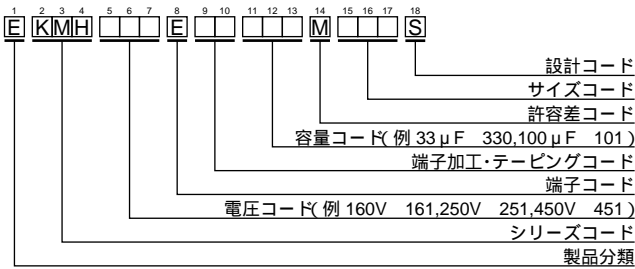 1 2 3 4 5 6 7 8 9 10 11 12 13 14 15 16 17 18
E KMH E M S
設計コード
サイズコード
許容差コード
容量コード(例 33μF 330,100μF 101)
端子加工・テーピングコード
端子コード
電圧コード(例 160V 161,250V 251,450V 451)
シリーズコード
製品分類